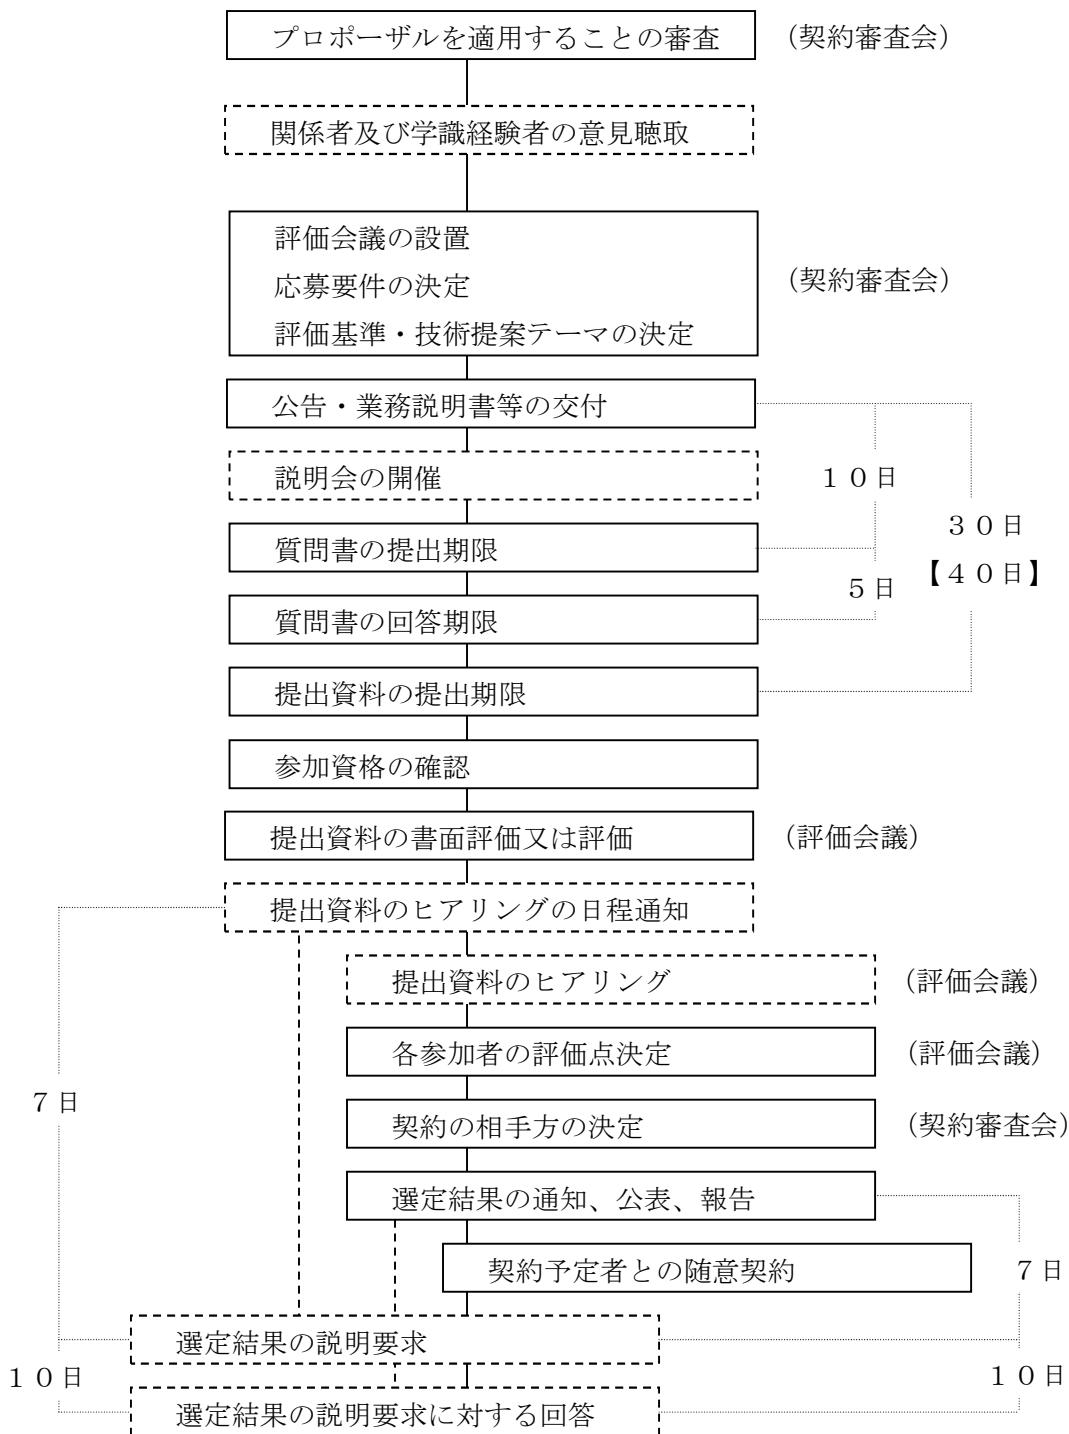 プロポーザルを適用することの審査 （契約審査会）
関係者及び学識経験者の意見聴取
評価会議の設置
応募要件の決定 （契約審査会）
評価基準・技術提案テーマの決定
公告・業務説明書等の交付
説明会の開催 １０日
３０日
質問書の提出期限
【４０日】
５日
質問書の回答期限
提出資料の提出期限
参加資格の確認
提出資料の書面評価又は評価 （評価会議）
提出資料のヒアリングの日程通知
提出資料のヒアリング （評価会議）
各参加者の評価点決定 （評価会議）
７日
契約の相手方の決定 （契約審査会）
選定結果の通知、公表、報告
契約予定者との随意契約 ７日
選定結果の説明要求
１０日 １０日
選定結果の説明要求に対する回答